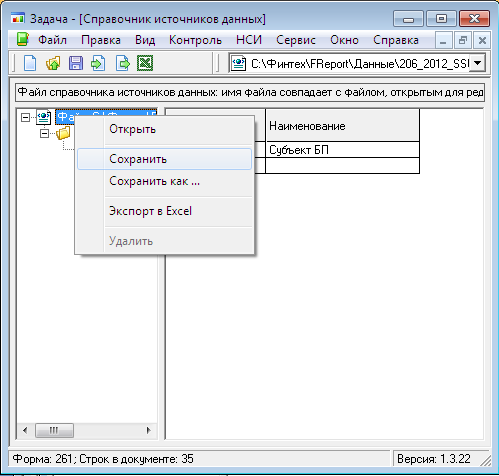 Задача - [Справочник источников данных]
Файл Правка Вид Контроль НСИ Сервис Окно Справка
C:\Финтех\FReport\Данные\206_2012_SSI
Файл справочника источников данных: имя файла совпадает с файлом, открытым для ред
Файл
Открыть
Наименование
Сохранить
Субъект БП
Сохранить как ...
Экспорт в Excel
Удалить
Форма: 261; Строк в документе: 35
Версия: 1.3.22